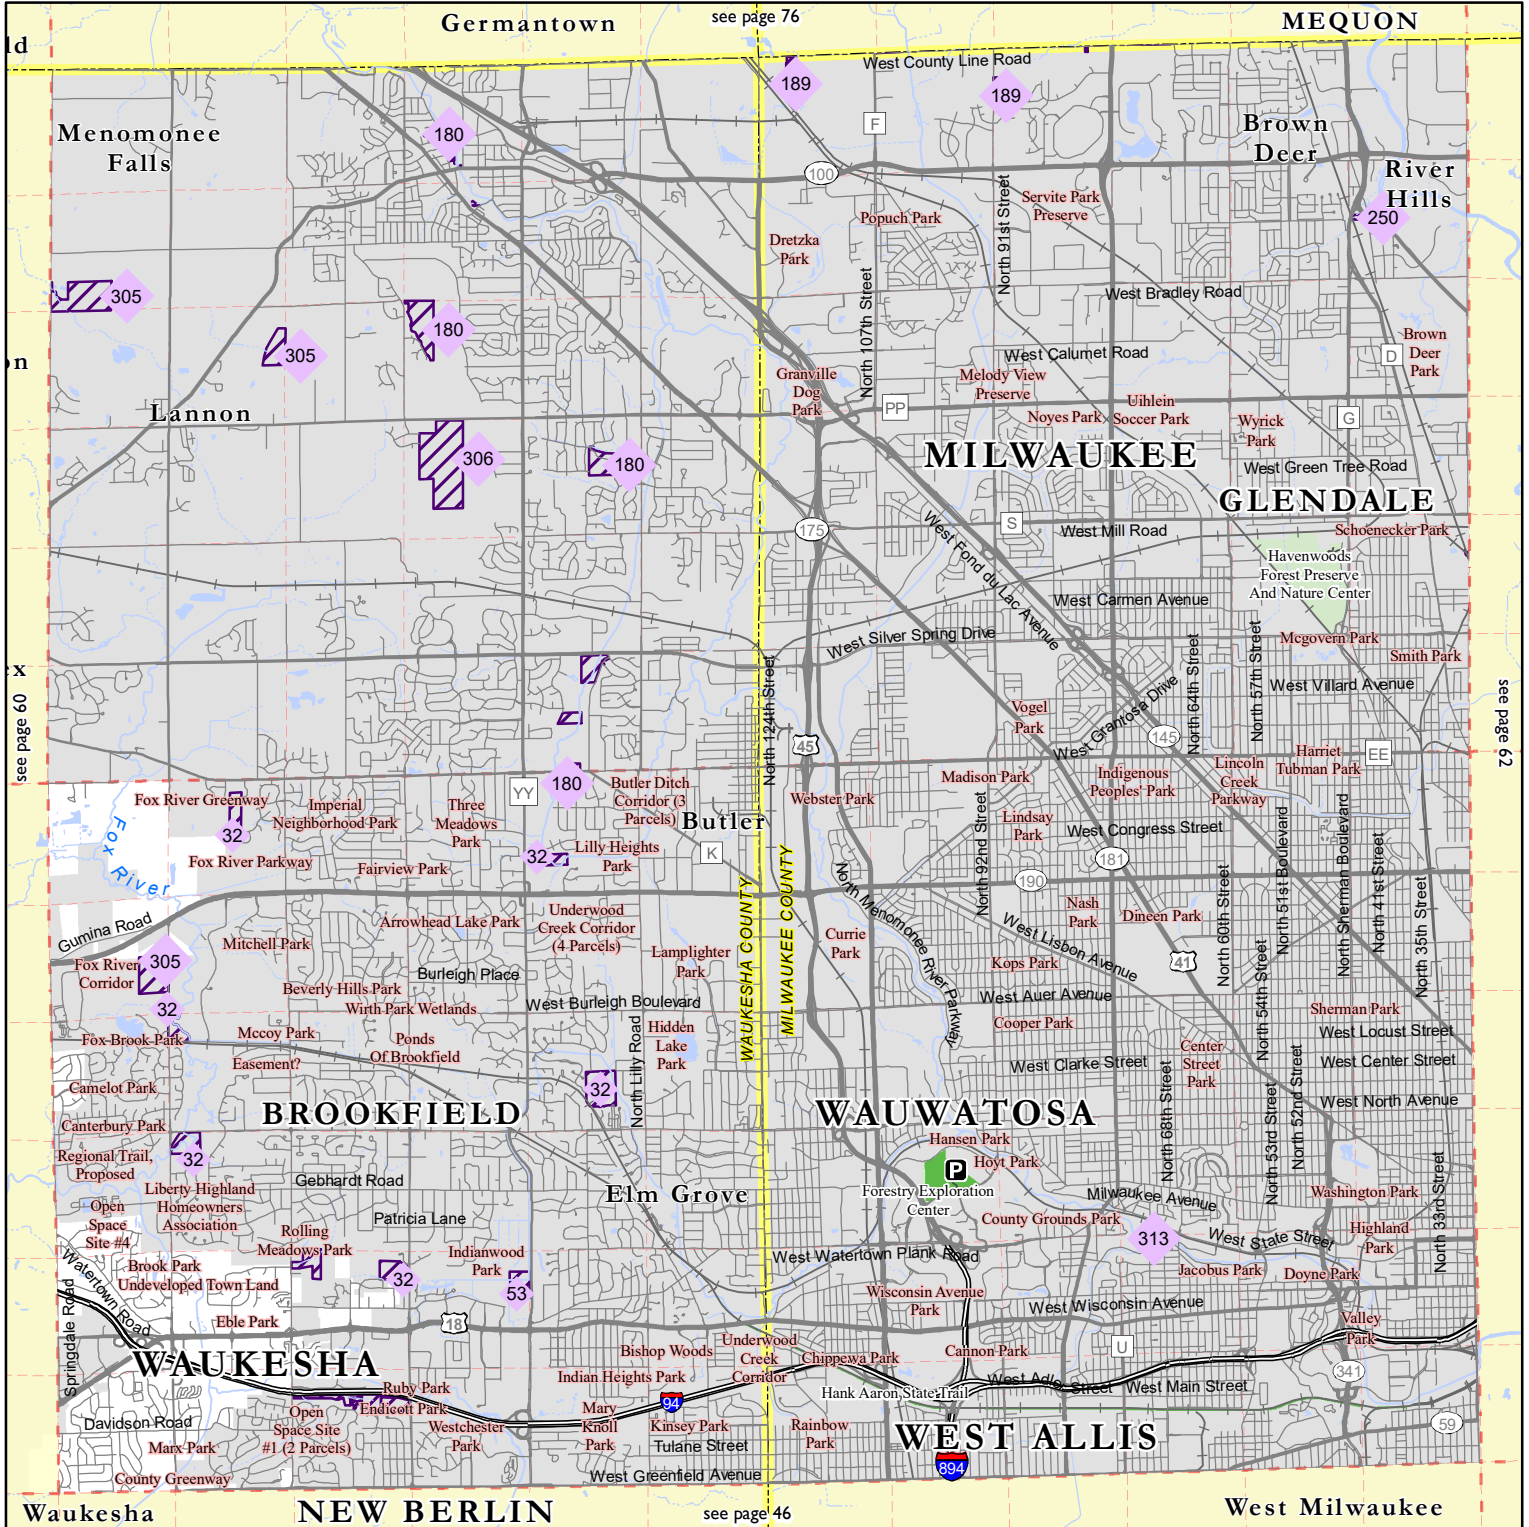 see page 76
Germantown
MEQUON
ld
West County Line Road
189
189
180
F
Menomonee
Falls
Brown
Deer
River
Hills
100
Servite Park
Preserve
Popuch Park
North 91st Street
250
Dretzka
Park
305
West Bradley Road
North 107th Street
180
305
on
West Calumet Road
Brown
Deer
Park
D
Granville
Dog
Park
Melody View
Preserve
PP
Lannon
Noyes Park
Uihlein
Soccer Park
Wyrick
Park
G
306
180
MILWAUKEE
West Green Tree Road
GLENDALE
175
S
West Mill Road
Schoenecker Park
West Fond du Lac Avenue
Havenwoods
Forest Preserve
And Nature Center
West Carmen Avenue
West Silver Spring Drive
Mcgovern Park
Smith Park
ex
see page 60
see page 62
North 124th Street
North 64th Street
North 57th Street
West Villard Avenue
Vogel
Park
West Grantosa Drive
145
45
EE
Harriet
Tubman Park
Lincoln
Creek
Parkway
Madison Park
Indigenous
Peoples' Park
180
YY
Butler Ditch
Corridor (3
Parcels)
Butler
Webster Park
Fox River Greenway
Imperial
Neighborhood Park
Three
Meadows
Park
32
Fox River
Fox River Parkway
Fairview Park
32
Lilly Heights
Park
K
North 92nd Street
Lindsay
Park
West Congress Street
181
190
North 51st Boulevard
North Sherman Boulevard
North 41st Street
North 35th Street
North 60th Street
North 54th Street
WAUKESHA COUNTY
MILWAUKEE COUNTY
North Menomonee River Parkway
Nash
Park
Dineen Park
West Lisbon Avenue
Gumina Road
Arrowhead Lake Park
Underwood
Creek Corridor
(4 Parcels)
Mitchell Park
Currie
Park
Lamplighter
Park
305
Fox River
Corridor
Burleigh Place
Kops Park
41
Beverly Hills Park
Wirth Park Wetlands
West Burleigh Boulevard
West Auer Avenue
32
Sherman Park
Cooper Park
Fox Brook Park
Mccoy Park
Ponds
Of Brookfield
Hidden
Lake
Park
North Lilly Road
West Locust Street
Easement?
West Clarke Street
Center
Street
Park
West Center Street
Camelot Park
32
North 68th Street
North 53rd Street
North 52nd Street
West North Avenue
BROOKFIELD
WAUWATOSA
Canterbury Park
Hansen Park
Regional Trail,
Proposed
32
P
Hoyt Park
Gebhardt Road
Liberty Highland
Homeowners
Association
Elm Grove
Forestry Exploration
Center
Milwaukee Avenue
Washington Park
North 33rd Street
Open
Space
Site #4
Patricia Lane
County Grounds Park
Rolling
Meadows Park
313
West State Street
Highland
Park
Indianwood
Park
West Watertown Plank Road
Brook Park
Undeveloped Town Land
32
53
Jacobus Park
Doyne Park
Watertown Road
Springdale Road
Wisconsin Avenue
Park
West Wisconsin Avenue
Eble Park
18
Valley
Park
WAUKESHA
Bishop Woods
Underwood
Creek
Corridor
Chippewa Park
Cannon Park
U
Indian Heights Park
341
Ruby Park
Endicott Park
94
Hank Aaron State Trail
West Adler Street
West Main Street
Davidson Road
Open
Space Site
#1 (2 Parcels)
Westchester
Park
Mary
Knoll
Park
Kinsey Park
Rainbow
Park
59
Marx Park
Tulane Street
WEST ALLIS
County Greenway
West Greenfield Avenue
894
Waukesha
NEW BERLIN
see page 46
West Milwaukee